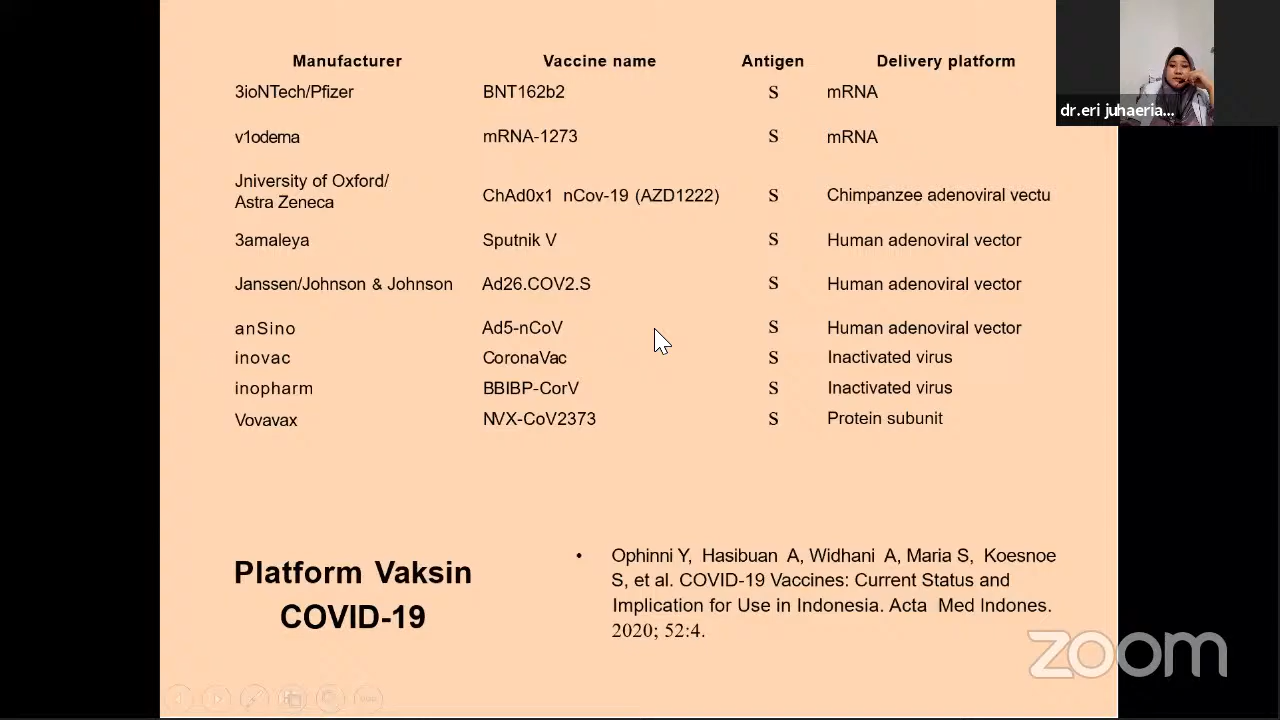 Manufacturer Vaccine name Antigen Delivery platform
3ioNTech/Pfizer BNT162b2 S mRNA
v1odema mRNA-1273 S mRNA
Jniversity of Oxford/
Astra Zeneca ChAd0x1 nCov-19 (AZD1222) S Chimpanzee adenoviral vectu
3amaleya Sputnik V S Human adenoviral vector
Janssen/Johnson & Johnson Ad26.COV2.S S Human adenoviral vector
anSino Ad5-nCoV S Human adenoviral vector
inovac CoronaVac S Inactivated virus
inopharm BBIBP-CorV S Inactivated virus
Vovavax NVX-CoV2373 S Protein subunit
dr.eri juhaeria...
Platform Vaksin
COVID-19
• Ophinni Y, Hasibuan A, Widhani A, Maria S, Koesnoe
S, et al. COVID-19 Vaccines: Current Status and
Implication for Use in Indonesia. Acta Med Indones.
2020; 52:4.
zoom